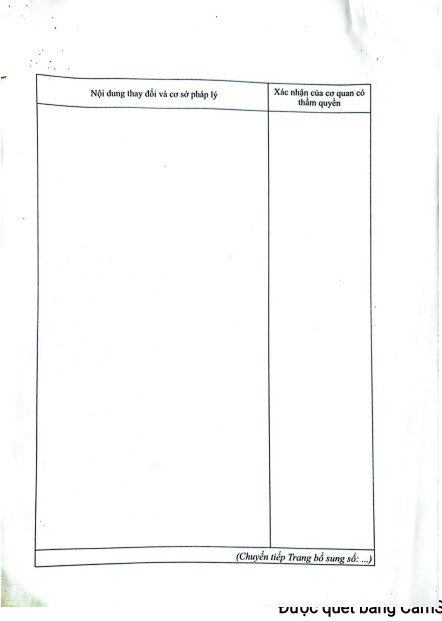 Nội dung thay đổi và cơ sở pháp lý
Xác nhận của cơ quan có
thẩm quyền
(Chuyển tiếp Trang bổ sung số: ...)
Được quét bằng CamS